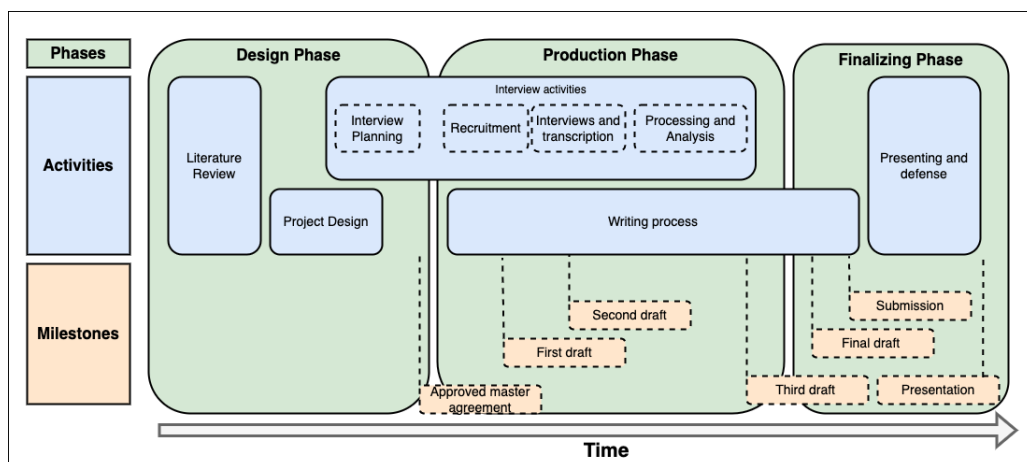 Phases
Design Phase
Production Phase
Finalizing Phase
Activities
Interview activities
Interview
Planning
Recruitment
Interviews and
transcription
Processing and
Analysis
Literature
Review
Presenting and
defense
Project Design
Writing process
Milestones
Submission
Second draft
Final draft
First draft
Approved master
agreement
Third draft
Presentation
Time